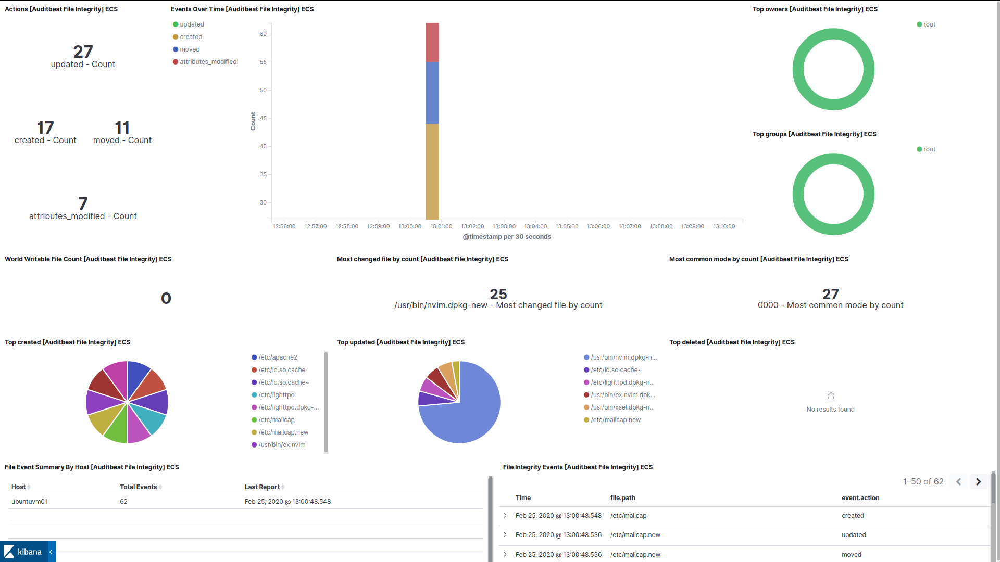 Actions [Auditbeat File Integrity] ECS
27
updated - Count
17
created - Count
11
moved - Count
7
attributes_modified - Count
Events Over Time [Auditbeat File Integrity] ECS
updated
created
moved
attributes_modified
Count
60
55
50
45
40
35
30
12:56:00 12:57:00 12:58:00 12:59:00 13:00:00 13:01:00 13:02:00 13:03:00 13:04:00 13:05:00 13:06:00 13:07:00 13:08:00 13:09:00 13:10:00
@timestamp per 30 seconds
Top owners [Auditbeat File Integrity] ECS
root
Top groups [Auditbeat File Integrity] ECS
root
World Writable File Count [Auditbeat File Integrity] ECS
0
Most changed file by count [Auditbeat File Integrity] ECS
25
/usr/bin/nvim.dpkg-new - Most changed file by count
Most common mode by count [Auditbeat File Integrity] ECS
27
0000 - Most common mode by count
Top created [Auditbeat File Integrity] ECS
/etc/apache2
/etc/ld.so.cache
/etc/ld.so.cache~
/etc/lighttpd
/etc/lighttpd.dpkg-...
/etc/mailcap
/etc/mailcap.new
/usr/bin/ex.nvim
Top updated [Auditbeat File Integrity] ECS
/usr/bin/nvim.dpkg-n...
/etc/ld.so.cache~
/etc/lighttpd.dpkg-n...
/usr/bin/ex.nvim.dpk...
/usr/bin/xsel.dpkg-n...
/etc/mailcap.new
Top deleted [Auditbeat File Integrity] ECS
No results found
File Event Summary By Host [Auditbeat File Integrity] ECS
Host Total Events Last Report
ubuntuvm01 62 Feb 25, 2020 @ 13:00:48.548
File Integrity Events [Auditbeat File Integrity] ECS
1–50 of 62
Time file.path event.action
Feb 25, 2020 @ 13:00:48.548 /etc/mailcap created
Feb 25, 2020 @ 13:00:48.536 /etc/mailcap.new updated
Feb 25, 2020 @ 13:00:48.536 /etc/mailcap.new moved
kibana